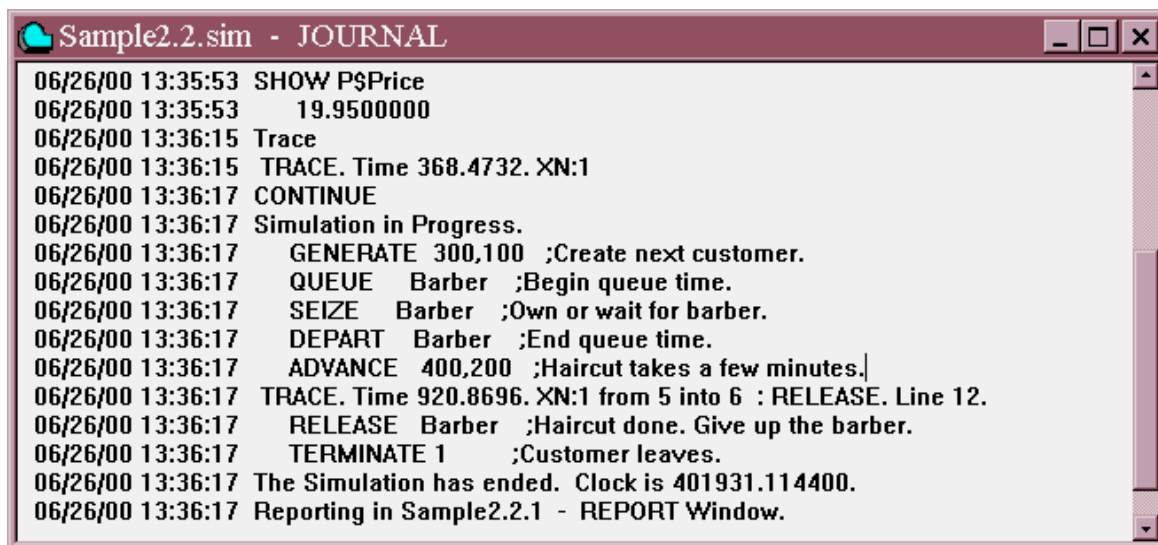 Sample2.2.sim - JOURNAL
06/26/00 13:35:53 SHOW P$Price
06/26/00 13:35:53 19.9500000
06/26/00 13:36:15 Trace
06/26/00 13:36:15 TRACE. Time 368.4732. XN:1
06/26/00 13:36:17 CONTINUE
06/26/00 13:36:17 Simulation in Progress.
06/26/00 13:36:17 GENERATE 300,100 ;Create next customer.
06/26/00 13:36:17 QUEUE Barber ;Begin queue time.
06/26/00 13:36:17 SEIZE Barber ;Own or wait for barber.
06/26/00 13:36:17 DEPART Barber ;End queue time.
06/26/00 13:36:17 ADVANCE 400,200 ;Haircut takes a few minutes.
06/26/00 13:36:17 TRACE. Time 920.8696. XN:1 from 5 into 6 : RELEASE. Line 12.
06/26/00 13:36:17 RELEASE Barber ;Haircut done. Give up the barber.
06/26/00 13:36:17 TERMINATE 1 ;Customer leaves.
06/26/00 13:36:17 The Simulation has ended. Clock is 401931.114400.
06/26/00 13:36:17 Reporting in Sample2.2.1 - REPORT Window.